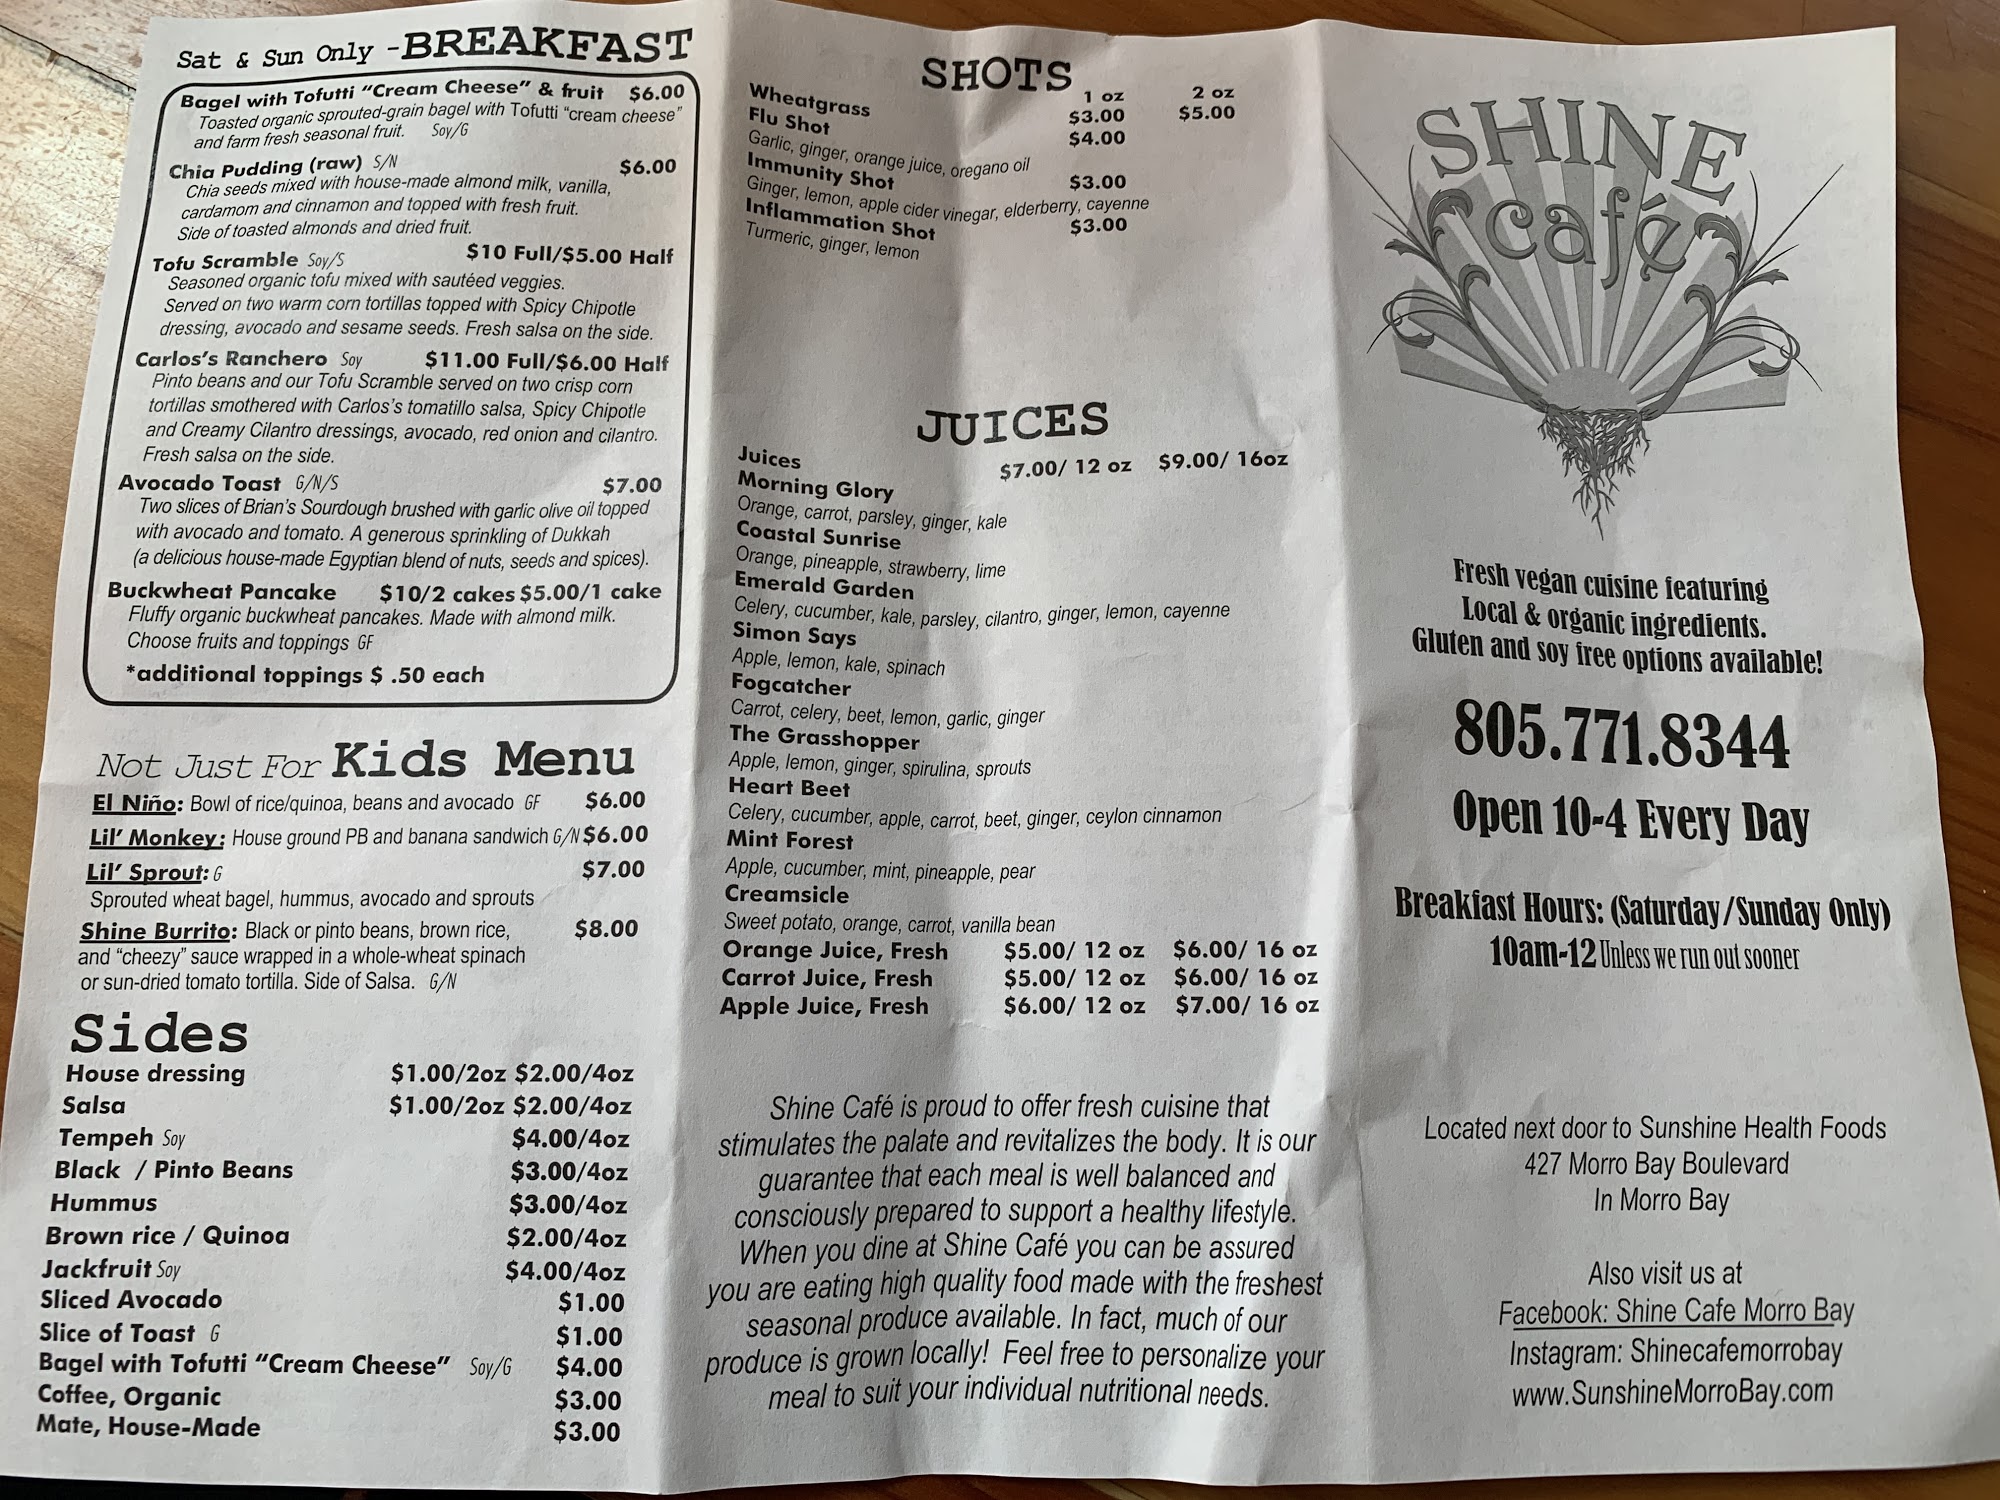 Sat & Sun Only -BREAKFAST
Bagel with Tofutti “Cream Cheese” & fruit $6.00
Toasted organic sprouted-grain bagel with Tofutti “cream cheese”
and farm fresh seasonal fruit. Soy/G
Chia Pudding (raw) S/N $6.00
Chia seeds mixed with house-made almond milk, vanilla,
cardamom and cinnamon and topped with fresh fruit.
Side of toasted almonds and dried fruit.
Tofu Scramble Soy/S $10 Full/$5.00 Half
Seasoned organic tofu mixed with sautéed veggies.
Served on two warm corn tortillas topped with Spicy Chipotle
dressing, avocado and sesame seeds. Fresh salsa on the side.
Carlos's Ranchero Soy $11.00 Full/$6.00 Half
Pinto beans and our Tofu Scramble served on two crisp corn
tortillas smothered with Carlos's tomatillo salsa, Spicy Chipotle
and Creamy Cilantro dressings, avocado, red onion and cilantro.
Fresh salsa on the side.
Avocado Toast G/N/S $7.00
Two slices of Brian's Sourdough brushed with garlic olive oil topped
with avocado and tomato. A generous sprinkling of Dukkah
(a delicious house-made Egyptian blend of nuts, seeds and spices).
Buckwheat Pancake $10/2 cakes $5.00/1 cake
Fluffy organic buckwheat pancakes. Made with almond milk.
Choose fruits and toppings GF
*additional toppings $ .50 each
Not Just For Kids Menu
El Niño: Bowl of rice/quinoa, beans and avocado GF $6.00
Lil' Monkey: House ground PB and banana sandwich G/N $6.00
Lil' Sprout: G $7.00
Sprouted wheat bagel, hummus, avocado and sprouts
Shine Burrito: Black or pinto beans, brown rice, $8.00
and “cheezy” sauce wrapped in a whole-wheat spinach
or sun-dried tomato tortilla. Side of Salsa. G/N
Sides
House dressing $1.00/2oz $2.00/4oz
Salsa $1.00/2oz $2.00/4oz
Tempeh Soy $4.00/4oz
Black / Pinto Beans $3.00/4oz
Hummus $3.00/4oz
Brown rice / Quinoa $2.00/4oz
Jackfruit Soy $4.00/4oz
Sliced Avocado $1.00
Slice of Toast G $1.00
Bagel with Tofutti “Cream Cheese” Soy/G $4.00
Coffee, Organic $3.00
Mate, House-Made $3.00
SHOTS
1 oz 2 oz
Wheatgrass $3.00 $5.00
Flu Shot $4.00
Garlic, ginger, orange juice, oregano oil
Immunity Shot $3.00
Ginger, lemon, apple cider vinegar, elderberry, cayenne
Inflammation Shot $3.00
Turmeric, ginger, lemon
JUICES
Juices $7.00/ 12 oz $9.00/ 16oz
Morning Glory
Orange, carrot, parsley, ginger, kale
Coastal Sunrise
Orange, pineapple, strawberry, lime
Emerald Garden
Celery, cucumber, kale, parsley, cilantro, ginger, lemon, cayenne
Simon Says
Apple, lemon, kale, spinach
Fogcatcher
Carrot, celery, beet, lemon, garlic, ginger
The Grasshopper
Apple, lemon, ginger, spirulina, sprouts
Heart Beet
Celery, cucumber, apple, carrot, beet, ginger, ceylon cinnamon
Mint Forest
Apple, cucumber, mint, pineapple, pear
Creamsicle
Sweet potato, orange, carrot, vanilla bean
Orange Juice, Fresh $5.00/ 12 oz $6.00/ 16 oz
Carrot Juice, Fresh $5.00/ 12 oz $6.00/ 16 oz
Apple Juice, Fresh $6.00/ 12 oz $7.00/ 16 oz
Shine Café is proud to offer fresh cuisine that
stimulates the palate and revitalizes the body. It is our
guarantee that each meal is well balanced and
consciously prepared to support a healthy lifestyle.
When you dine at Shine Café you can be assured
you are eating high quality food made with the freshest
seasonal produce available. In fact, much of our
produce is grown locally! Feel free to personalize your
meal to suit your individual nutritional needs.
SHINE
café
Fresh vegan cuisine featuring
Local & organic ingredients.
Gluten and soy free options available!
805.771.8344
Open 10-4 Every Day
Breakfast Hours: (Saturday/Sunday Only)
10am-12 Unless we run out sooner
Located next door to Sunshine Health Foods
427 Morro Bay Boulevard
In Morro Bay
Also visit us at
Facebook: Shine Cafe Morro Bay
Instagram: Shinecafemorrobay
www.SunshineMorroBay.com